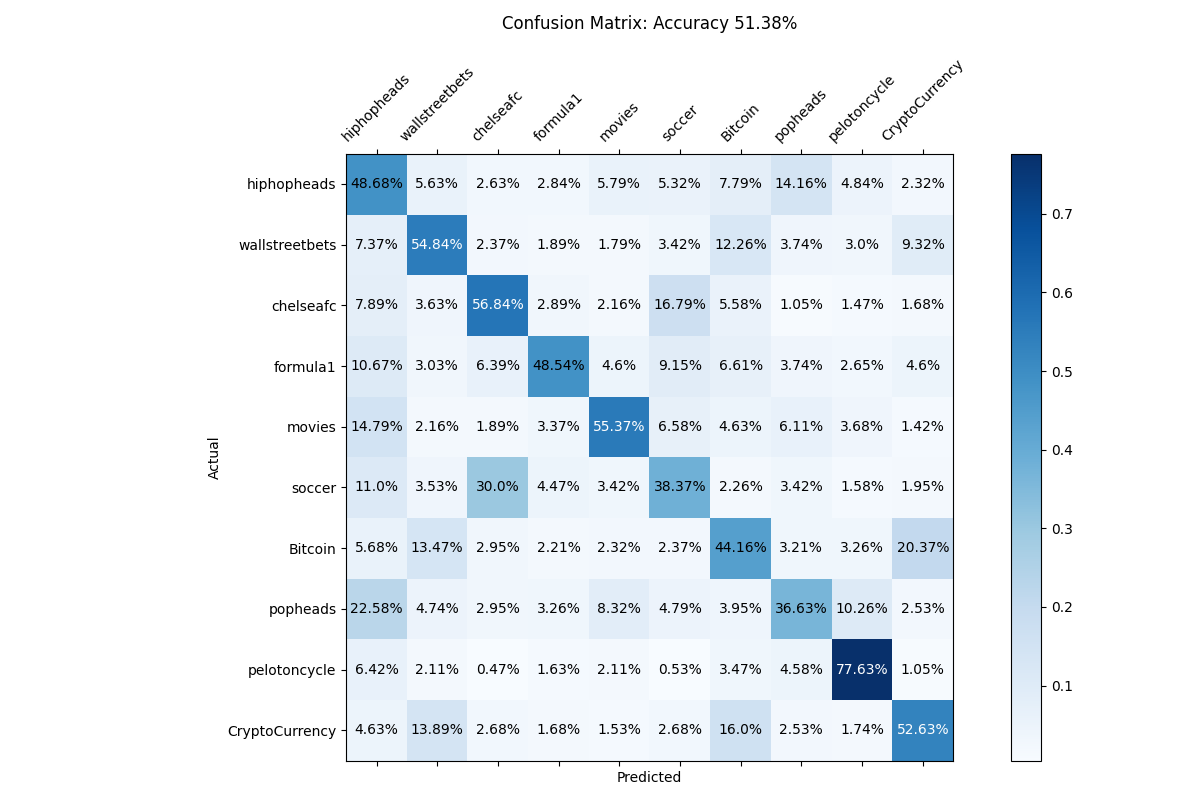 Confusion Matrix: Accuracy 51.38%
hiphopheads wallstreetbets chelseafc formula1 movies soccer Bitcoin popheads pelotoncycle CryptoCurrency
hiphopheads 48.68% 5.63% 2.63% 2.84% 5.79% 5.32% 7.79% 14.16% 4.84% 2.32%
wallstreetbets 7.37% 54.84% 2.37% 1.89% 1.79% 3.42% 12.26% 3.74% 3.0% 9.32%
chelseafc 7.89% 3.63% 56.84% 2.89% 2.16% 16.79% 5.58% 1.05% 1.47% 1.68%
formula1 10.67% 3.03% 6.39% 48.54% 4.6% 9.15% 6.61% 3.74% 2.65% 4.6%
movies 14.79% 2.16% 1.89% 3.37% 55.37% 6.58% 4.63% 6.11% 3.68% 1.42%
soccer 11.0% 3.53% 30.0% 4.47% 3.42% 38.37% 2.26% 3.42% 1.58% 1.95%
Bitcoin 5.68% 13.47% 2.95% 2.21% 2.32% 2.37% 44.16% 3.21% 3.26% 20.37%
popheads 22.58% 4.74% 2.95% 3.26% 8.32% 4.79% 3.95% 36.63% 10.26% 2.53%
pelotoncycle 6.42% 2.11% 0.47% 1.63% 2.11% 0.53% 3.47% 4.58% 77.63% 1.05%
CryptoCurrency 4.63% 13.89% 2.68% 1.68% 1.53% 2.68% 16.0% 2.53% 1.74% 52.63%
Actual
Predicted
0.7
0.6
0.5
0.4
0.3
0.2
0.1